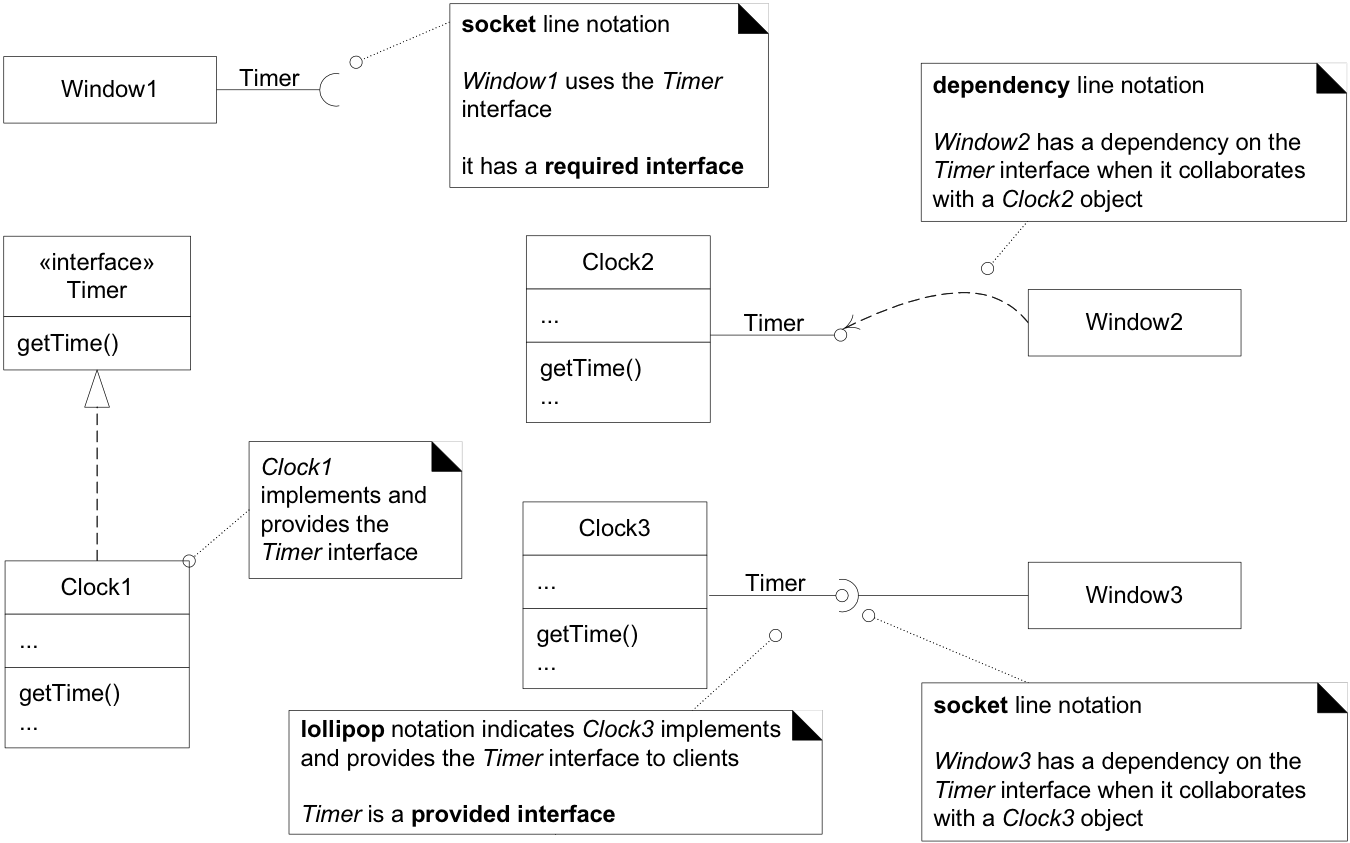 socket line notation
Window1 uses the Timer
interface
it has a required interface
Window1
Timer
dependency line notation
Window2 has a dependency on the
Timer interface when it collaborates
with a Clock2 object
«interface»
Timer
getTime()
Clock2
...
getTime()
...
Timer
Window2
Clock1
implements and
provides the
Timer interface
Clock1
...
getTime()
...
Clock3
...
getTime()
...
Timer
Window3
lollipop notation indicates Clock3 implements
and provides the Timer interface to clients
Timer is a provided interface
socket line notation
Window3 has a dependency on the
Timer interface when it collaborates
with a Clock3 object